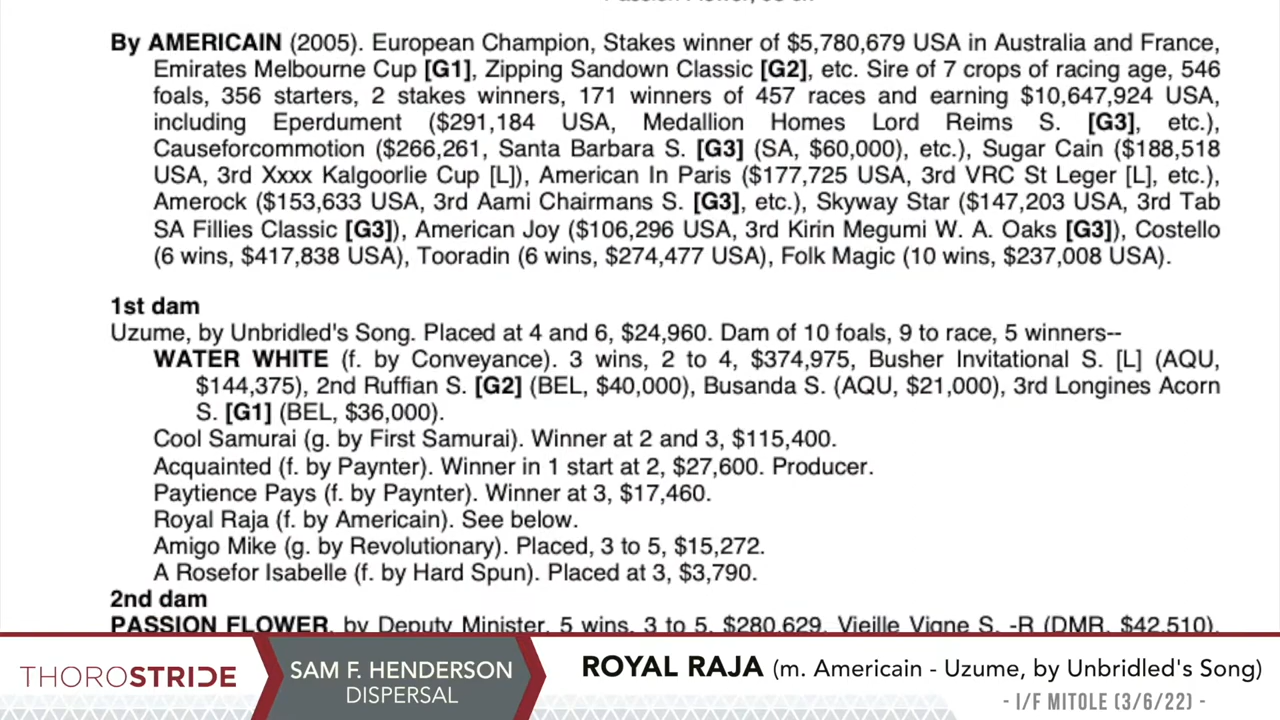 By AMERICAIN (2005). European Champion, Stakes winner of $5,780,679 USA in Australia and France,
Emirates Melbourne Cup [G1], Zipping Sandown Classic [G2], etc. Sire of 7 crops of racing age, 546
foals, 356 starters, 2 stakes winners, 171 winners of 457 races and earning $10,647,924 USA,
including Eperdument ($291,184 USA, Medallion Homes Lord Reims S. [G3], etc.),
Causeforcommotion ($266,261, Santa Barbara S. [G3] (SA, $60,000), etc.), Sugar Cain ($188,518
USA, 3rd Xxxx Kalgoorlie Cup [L]), American In Paris ($177,725 USA, 3rd VRC St Leger [L], etc.),
Amerock ($153,633 USA, 3rd Aami Chairmans S. [G3], etc.), Skyway Star ($147,203 USA, 3rd Tab
SA Fillies Classic [G3]), American Joy ($106,296 USA, 3rd Kirin Megumi W. A. Oaks [G3]), Costello
(6 wins, $417,838 USA), Tooradin (6 wins, $274,477 USA), Folk Magic (10 wins, $237,008 USA).
1st dam
Uzume, by Unbridled's Song. Placed at 4 and 6, $24,960. Dam of 10 foals, 9 to race, 5 winners--
WATER WHITE (f. by Conveyance). 3 wins, 2 to 4, $374,975, Busher Invitational S. [L] (AQU,
$144,375), 2nd Ruffian S. [G2] (BEL, $40,000), Busanda S. (AQU, $21,000), 3rd Longines Acorn
S. [G1] (BEL, $36,000).
Cool Samurai (g. by First Samurai). Winner at 2 and 3, $115,400.
Acquainted (f. by Paynter). Winner in 1 start at 2, $27,600. Producer.
Paytience Pays (f. by Paynter). Winner at 3, $17,460.
Royal Raja (f. by Americain). See below.
Amigo Mike (g. by Revolutionary). Placed, 3 to 5, $15,272.
A Rosefor Isabelle (f. by Hard Spun). Placed at 3, $3,790.
2nd dam
PASSION FLOWER, by Deputy Minister. 5 wins, 3 to 5, $280,629, Vieille Vigne S. -R (DMR, $42,510),
THOROSTRIDE
SAM F. HENDERSON
DISPERSAL
ROYAL RAJA (m. Americain - Uzume, by Unbridled's Song)
- I/F MITOLE (3/6/22) -